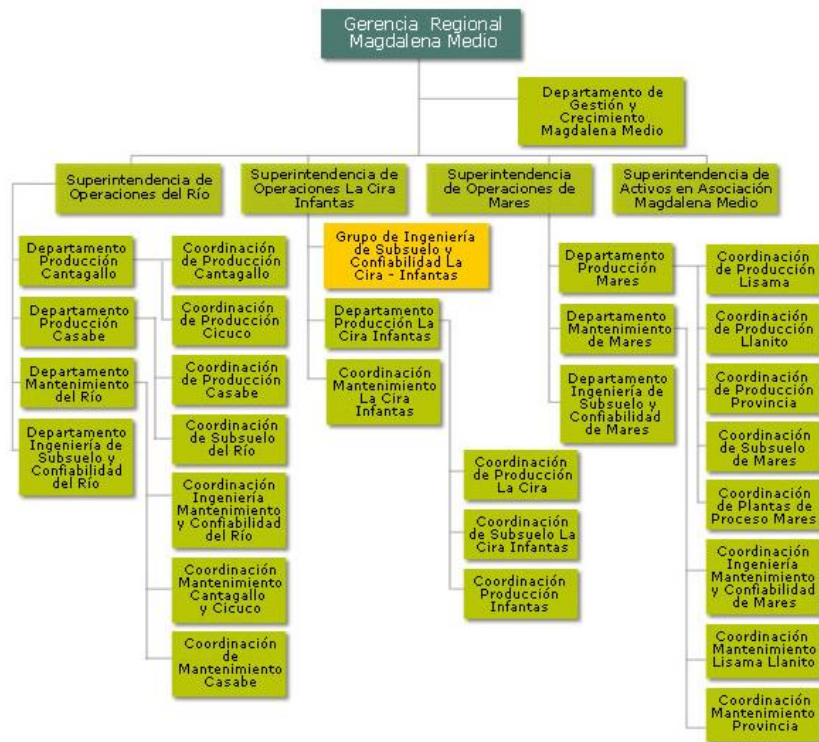 Gerencia Regional
Magdalena Medio
Departamento de
Gestión y
Crecimiento
Magdalena Medio
Superintendencia de
Operaciones del Río
Superintendencia de
Operaciones La Cira
Infantas
Superintendencia
de Operaciones de
Mares
Superintendencia de
Activos en Asociación
Magdalena Medio
Departamento
Producción
Cantagallo
Departamento
Producción
Casabe
Departamento
Mantenimiento
del Río
Departamento
Ingeniería de
Subsuelo y
Confiabilidad
del Río
Coordinación
de Producción
Cantagallo
Coordinación
de Producción
Cicuco
Coordinación
de Producción
Casabe
Coordinación
de Subsuelo
del Río
Coordinación
Ingeniería
Mantenimiento
y Confiabilidad
del Río
Coordinación
Mantenimiento
Cantagallo
y Cicuco
Coordinación
de
Mantenimiento
Casabe
Grupo de Ingeniería
de Subsuelo y
Confiabilidad La
Cira - Infantas
Departamento
Producción La
Cira Infantas
Coordinación
Mantenimiento
La Cira
Infantas
Coordinación
de Producción
La Cira
Coordinación
de Subsuelo La
Cira Infantas
Coordinación
Producción
Infantas
Departamento
Producción
Mares
Departamento
Mantenimiento
de Mares
Departamento
Ingeniería de
Subsuelo y
Confiabilidad
de Mares
Coordinación
de Producción
Lisama
Coordinación
de Producción
Llanito
Coordinación
de Producción
Provincia
Coordinación
de Subsuelo
de Mares
Coordinación
de Plantas de
Proceso Mares
Coordinación
Ingeniería
Mantenimiento
y Confiabilidad
de Mares
Coordinación
Mantenimiento
Lisama Llanito
Coordinación
Mantenimiento
Provincia